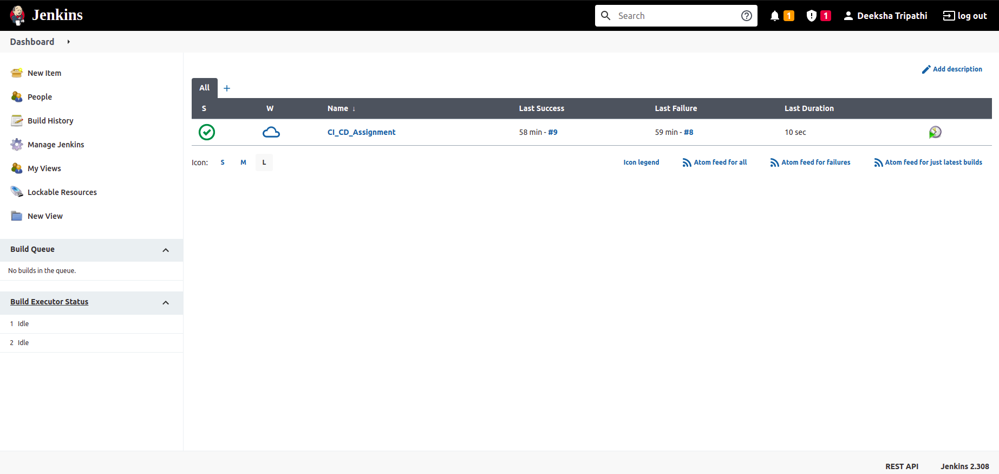 Jenkins
Search
1
1
Deeksha Tripathi
log out
Dashboard
New Item
People
Build History
Manage Jenkins
My Views
Lockable Resources
New View
Build Queue
No builds in the queue.
Build Executor Status
1 Idle
2 Idle
Add description
All +
S W Name ↓ Last Success Last Failure Last Duration
CI_CD_Assignment 58 min - #9 59 min - #8 10 sec
Icon: S M L
Icon legend Atom feed for all Atom feed for failures Atom feed for just latest builds
REST API Jenkins 2.308